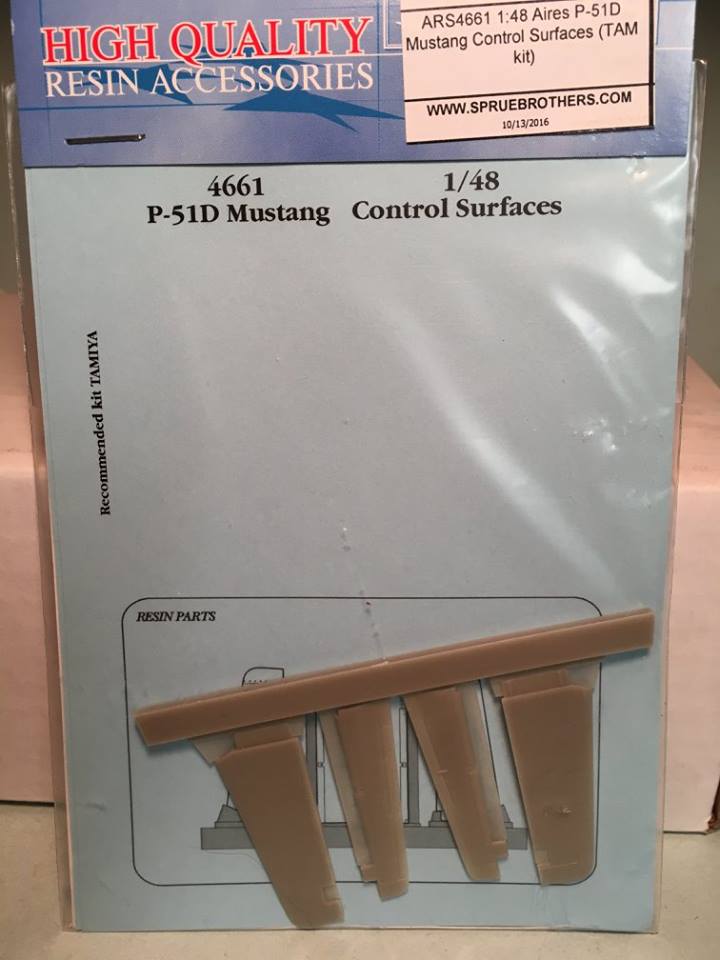 HIGH QUALITY
RESIN ACCESSORIES
ARS4661 1:48 Aires P-51D
Mustang Control Surfaces (TAM
kit)
WWW.SPRUEBROTHERS.COM
10/13/2016
4661 1/48
P-51D Mustang Control Surfaces
Recommended kit TAMIYA
RESIN PARTS